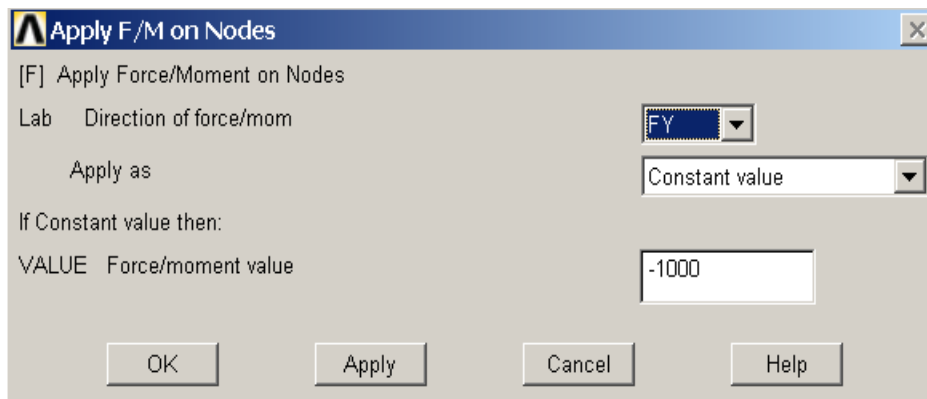 Apply F/M on Nodes
[F] Apply Force/Moment on Nodes
Lab Direction of force/mom FY
Apply as Constant value
If Constant value then:
VALUE Force/moment value -1000
OK Apply Cancel Help